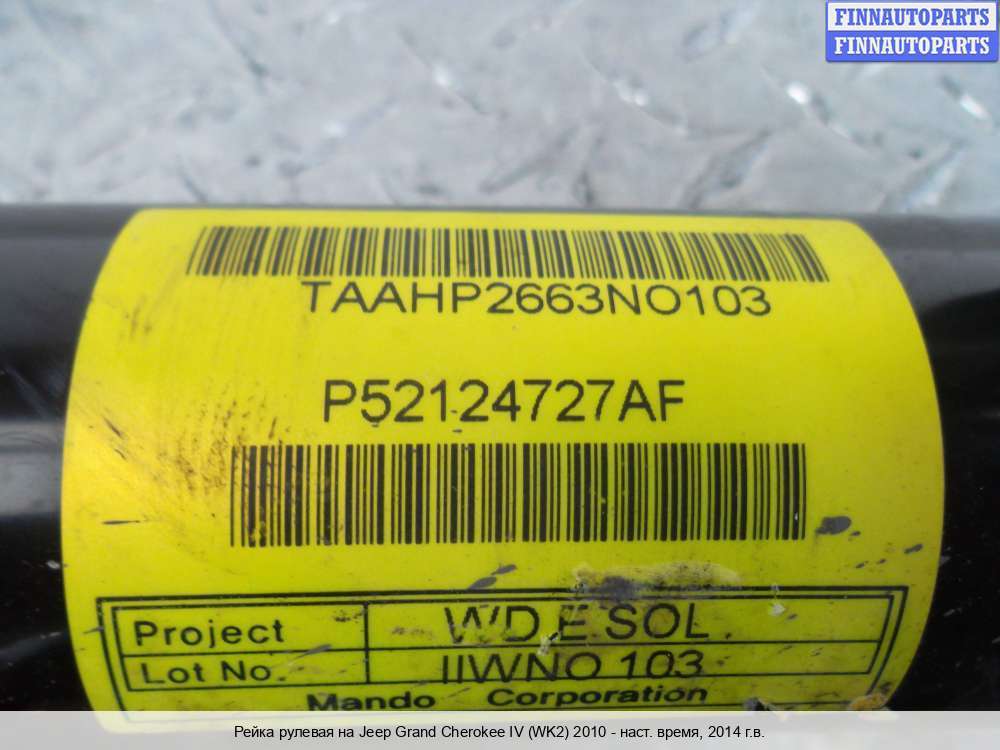 FINNAUTOPARTS
FINNAUTOPARTS
TAAHP2663NO103
P52124727AF
Project WD E SOL
Lot No. IIWNO 103
Mando Corporation
Рейка рулевая на Jeep Grand Cherokee IV (WK2) 2010 - наст. время, 2014 г.в.